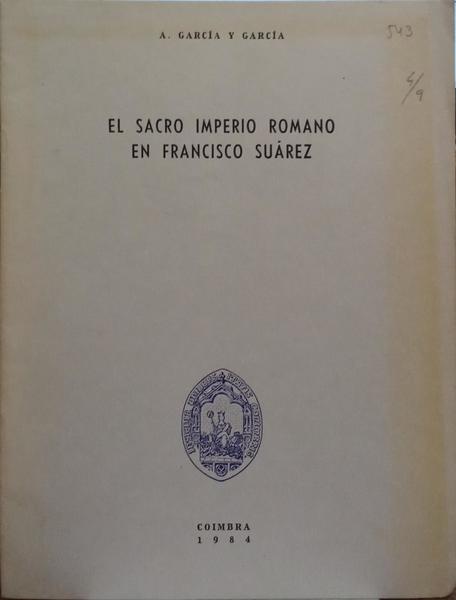 A. GARCÍA Y GARCÍA
543
EL SACRO IMPERIO ROMANO
EN FRANCISCO SUÁREZ
COIMBRA
1984